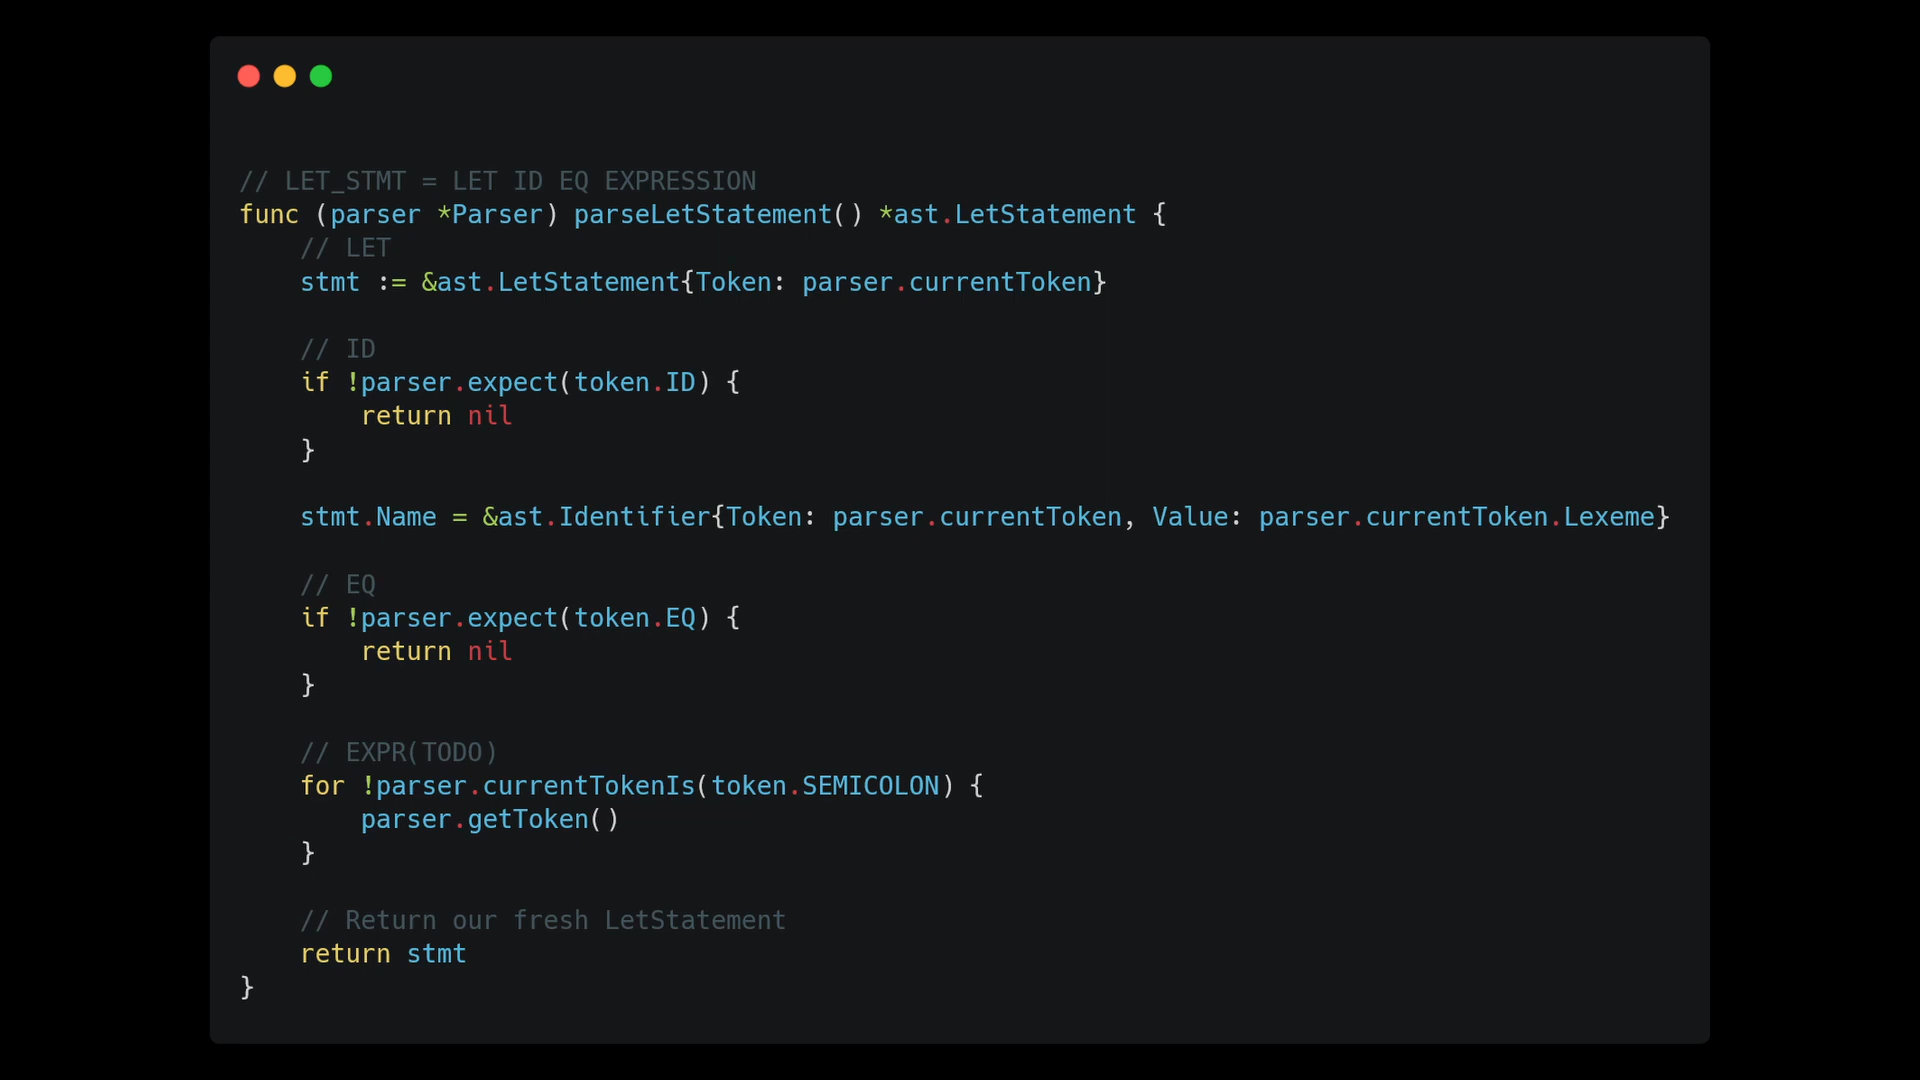 // LET_STMT = LET ID EQ EXPRESSION
func (parser *Parser) parseLetStatement() *ast.LetStatement {
    // LET
    stmt := &ast.LetStatement{Token: parser.currentToken}

    // ID
    if !parser.expect(token.ID) {
        return nil
    }

    stmt.Name = &ast.Identifier{Token: parser.currentToken, Value: parser.currentToken.Lexeme}

    // EQ
    if !parser.expect(token.EQ) {
        return nil
    }

    // EXPR(TODO)
    for !parser.currentTokenIs(token.SEMICOLON) {
        parser.getToken()
    }

    // Return our fresh LetStatement
    return stmt
}